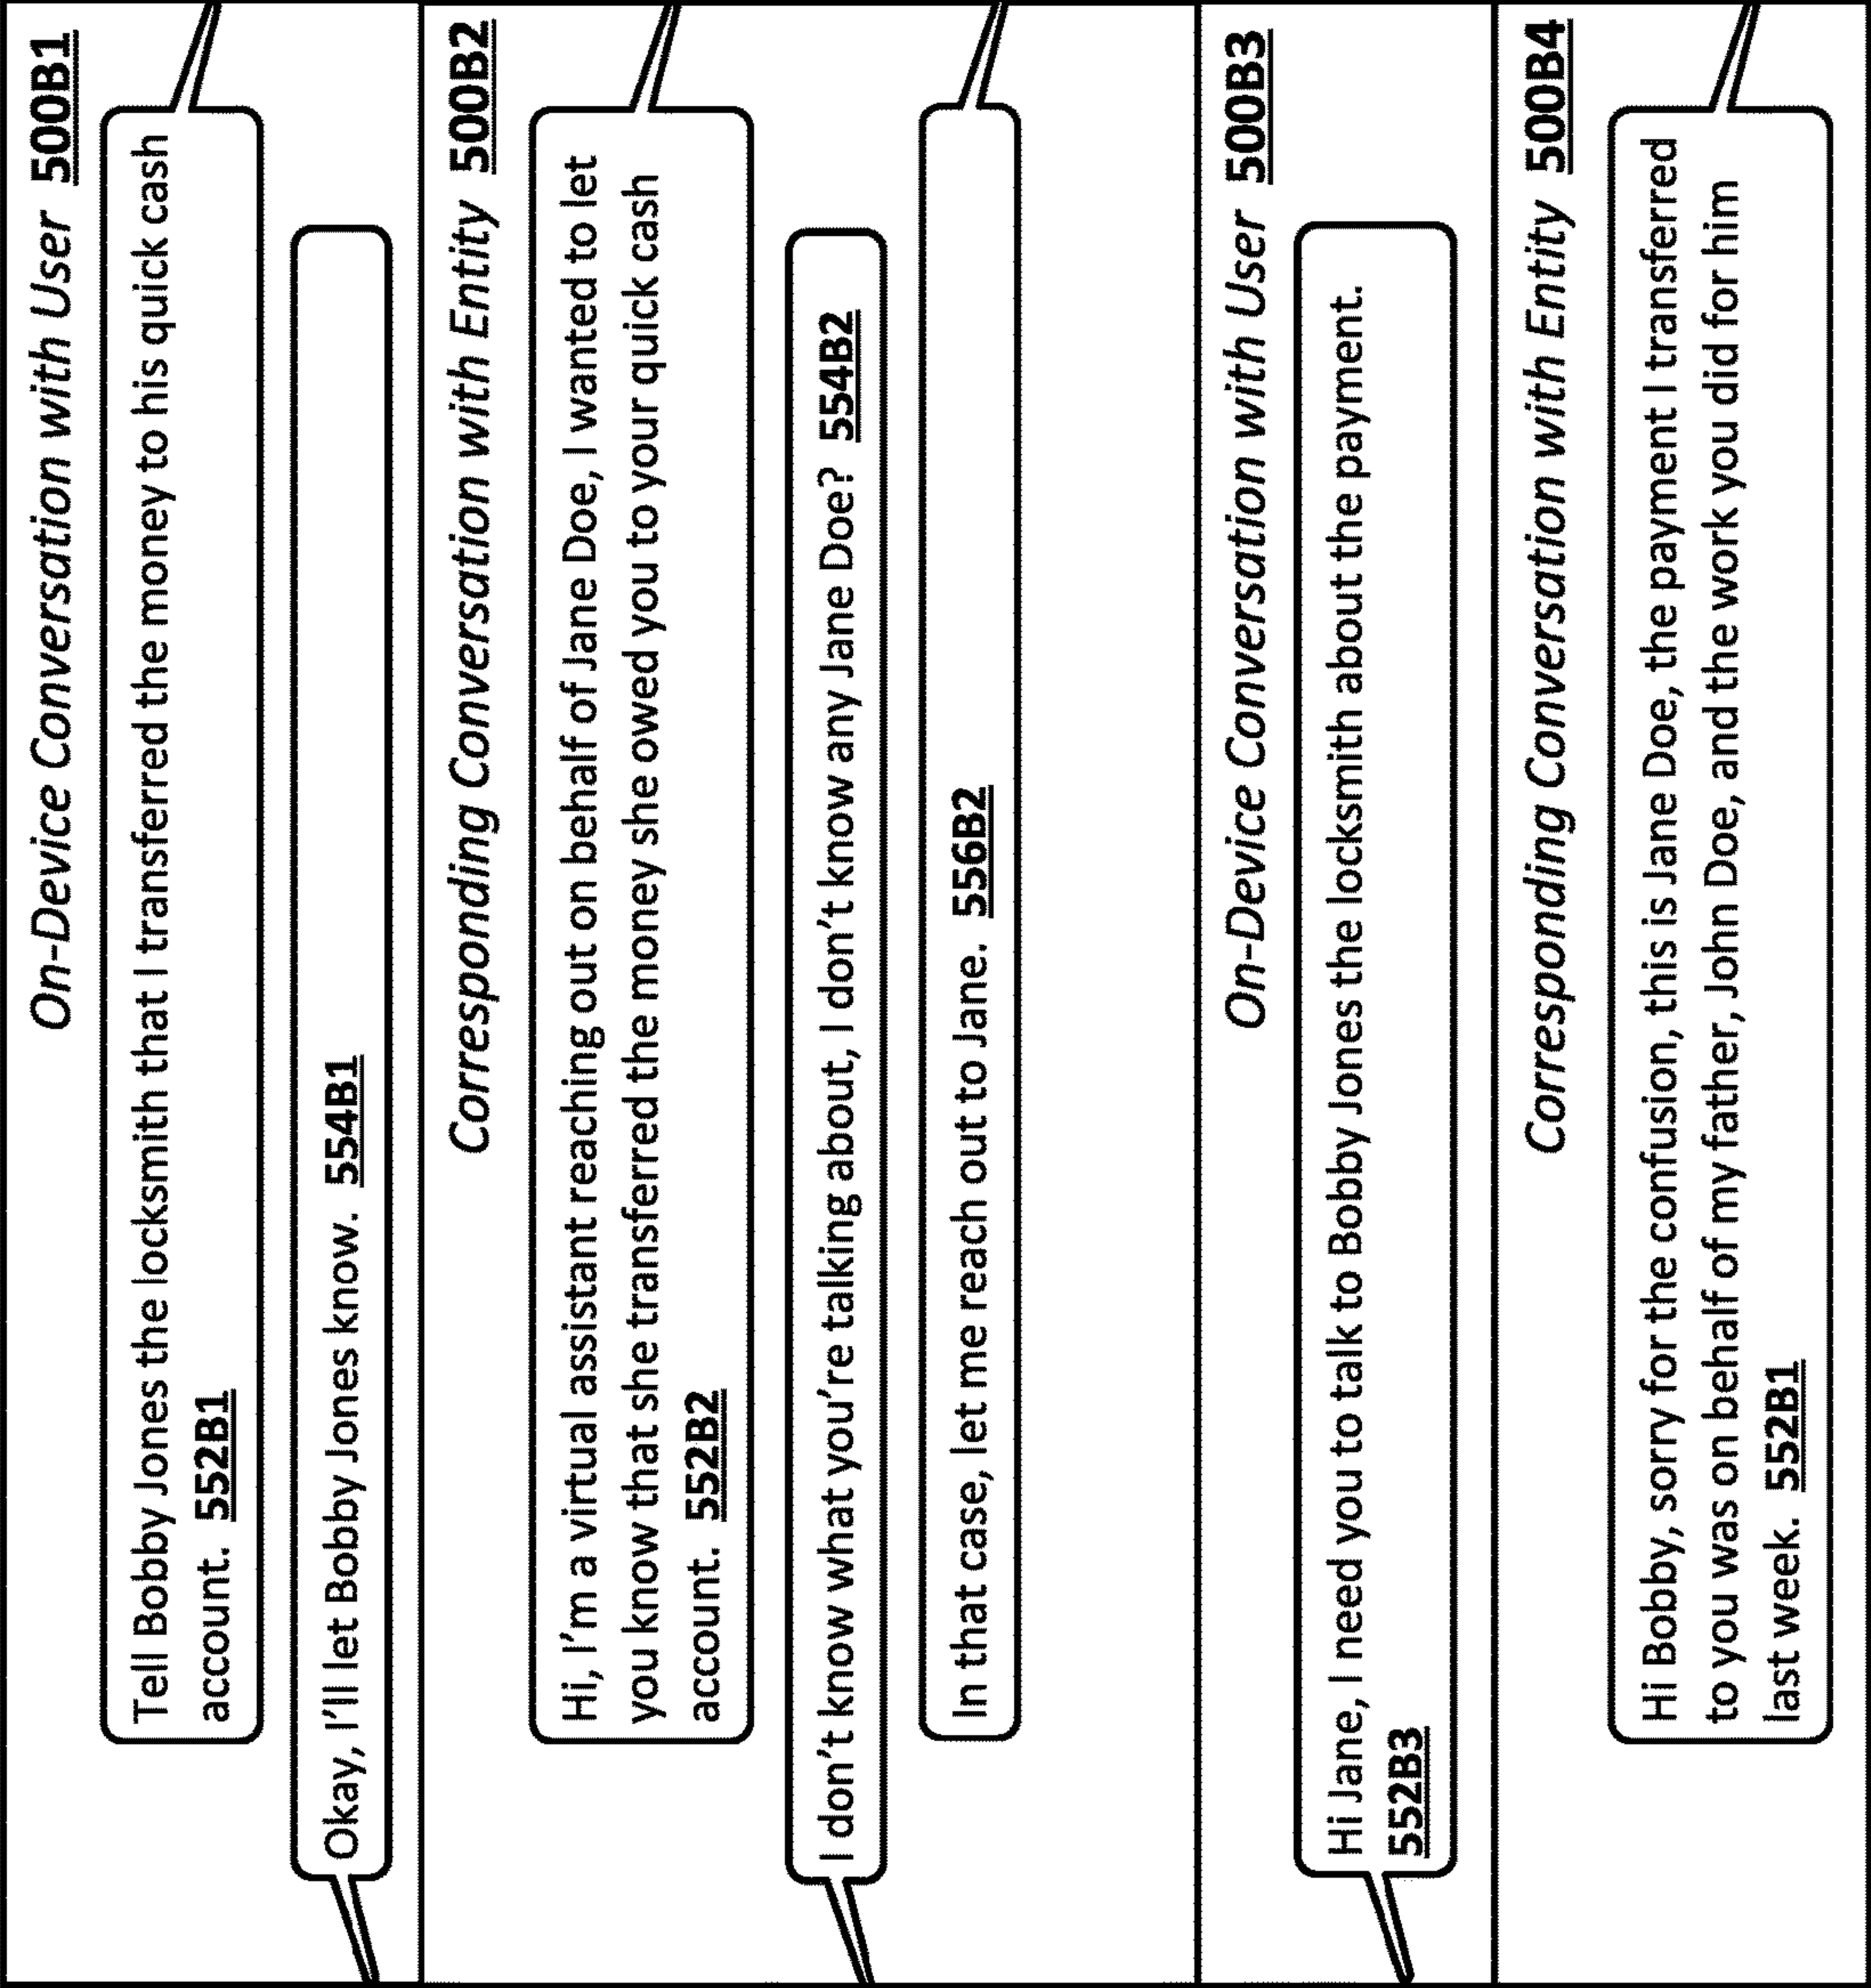 On-Device Conversation with User 500B1
Tell Bobby Jones the locksmith that I transferred the money to his quick cash
account. 552B1
Okay, I'll let Bobby Jones know. 554B1
Corresponding Conversation with Entity 500B2
Hi, I'm a virtual assistant reaching out on behalf of Jane Doe, I wanted to let
you know that she transferred the money she owed you to your quick cash
account. 552B2
I don't know what you're talking about, I don't know any Jane Doe? 554B2
In that case, let me reach out to Jane. 556B2
On-Device Conversation with User 500B3
Hi Jane, I need you to talk to Bobby Jones the locksmith about the payment.
552B3
Corresponding Conversation with Entity 500B4
Hi Bobby, sorry for the confusion, this is Jane Doe, the payment I transferred
to you was on behalf of my father, John Doe, and the work you did for him
last week. 552B1